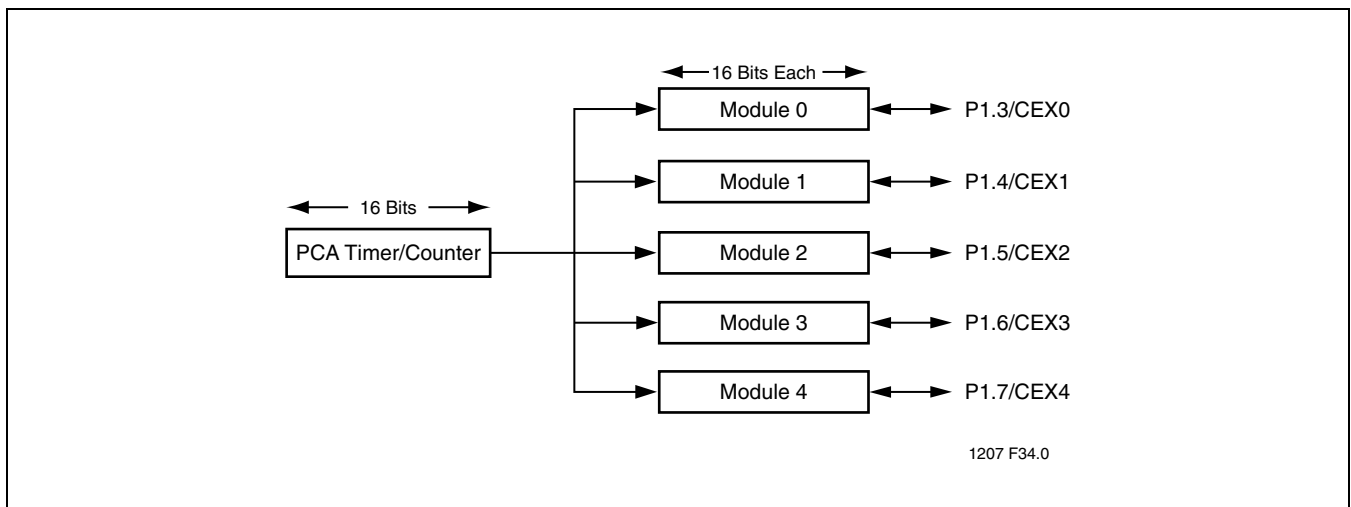 16 Bits Each
Module 0
P1.3/CEX0
Module 1
P1.4/CEX1
16 Bits
PCA Timer/Counter
Module 2
P1.5/CEX2
Module 3
P1.6/CEX3
Module 4
P1.7/CEX4
1207 F34.0